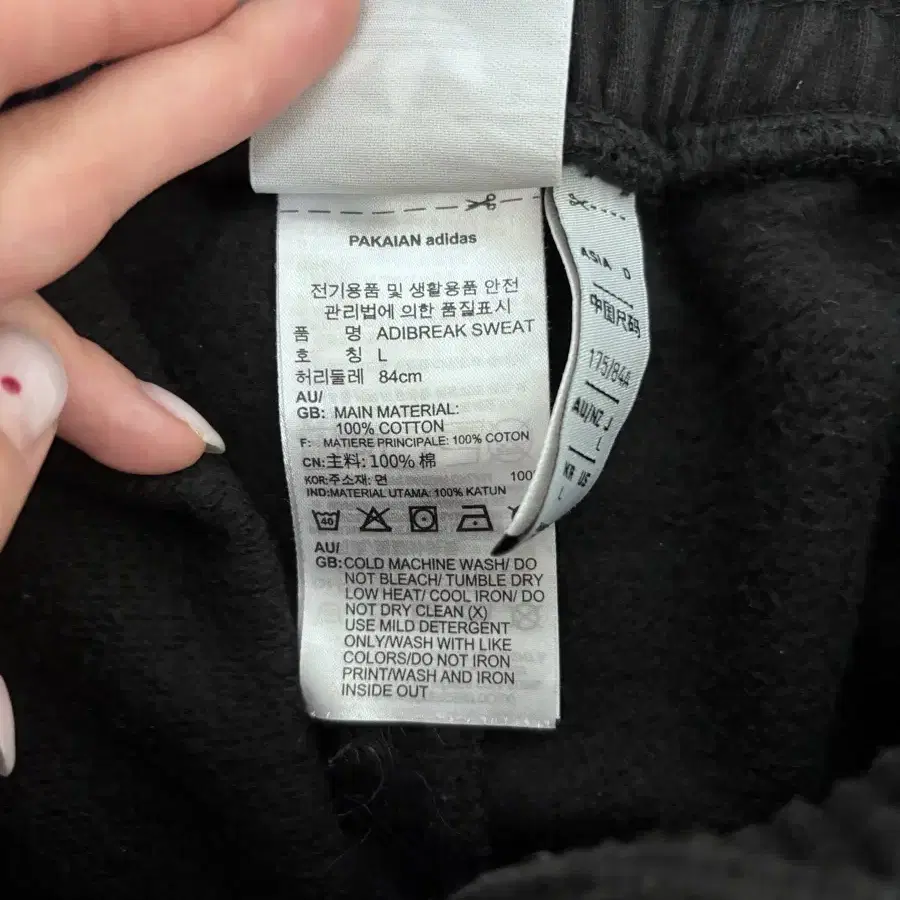 PAKAIAN adidas
전기용품 및 생활용품 안전
관리법에 의한 품질표시
품 명 ADIBREAK SWEAT
호 칭 L
허리둘레 84cm
AU/
GB: MAIN MATERIAL:
100% COTTON
F: MATIERE PRINCIPALE: 100% COTON
CN:主料: 100% 棉
KOR:주소재: 면 100
IND:MATERIAL UTAMA: 100% KATUN
40
AU/
GB:COLD MACHINE WASH/ DO
NOT BLEACH/ TUMBLE DRY
LOW HEAT/ COOL IRON/ DO
NOT DRY CLEAN (X)
USE MILD DETERGENT
ONLY/WASH WITH LIKE
COLORS/DO NOT IRON
PRINT/WASH AND IRON
INSIDE OUT
ASIA
中国尺码
175/84A
AU/NZ J
L
KR US
L